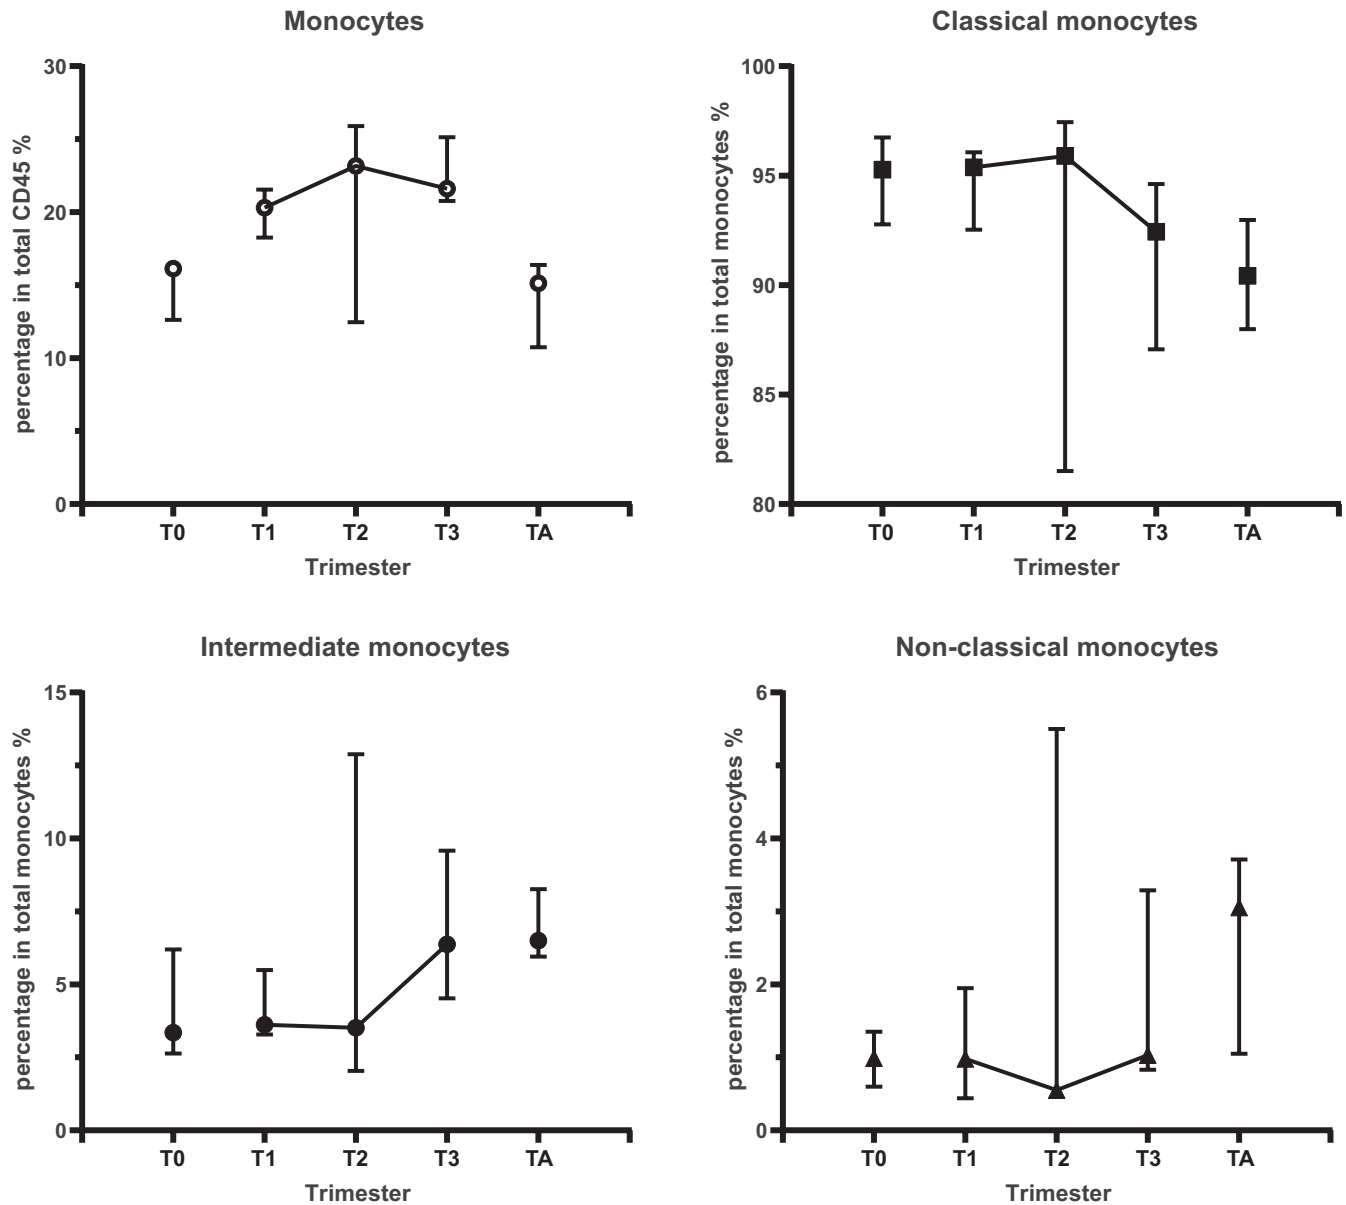 Monocytes
percentage in total CD45 %
30
20
10
0
T0 T1 T2 T3 TA
Trimester
Classical monocytes
percentage in total monocytes %
100
95
90
85
80
T0 T1 T2 T3 TA
Trimester
Intermediate monocytes
percentage in total monocytes %
15
10
5
0
T0 T1 T2 T3 TA
Trimester
Non-classical monocytes
percentage in total monocytes %
6
4
2
0
T0 T1 T2 T3 TA
Trimester